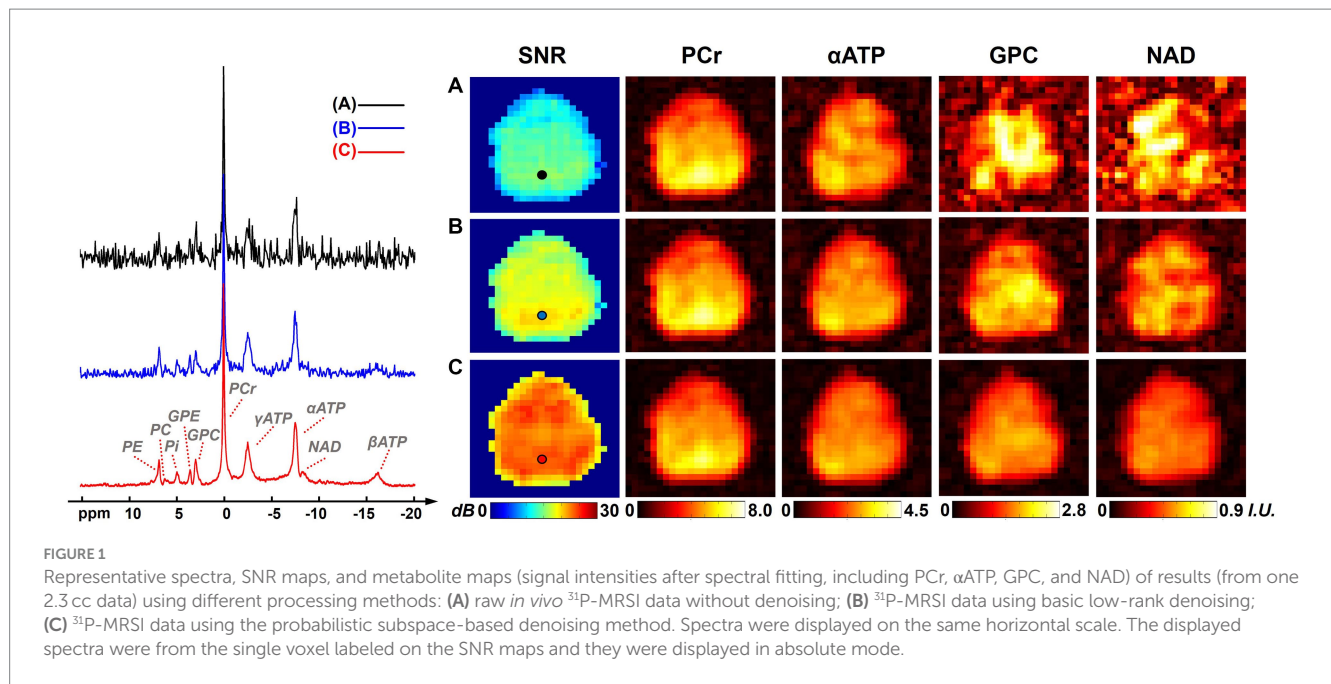 SNR PCr αATP GPC NAD
(A)
(B)
(C)
A
B
C
PE
PC
Pi
GPE
GPC
PCr
γATP
αATP
NAD
βATP
ppm 10 5 0 -5 -10 -15 -20
dB 0 30 0 8.0 0 4.5 0 2.8 0 0.9 I.U.
FIGURE 1
Representative spectra, SNR maps, and metabolite maps (signal intensities after spectral fitting, including PCr, αATP, GPC, and NAD) of results (from one
2.3 cc data) using different processing methods: (A) raw in vivo ³¹P-MRSI data without denoising; (B) ³¹P-MRSI data using basic low-rank denoising;
(C) ³¹P-MRSI data using the probabilistic subspace-based denoising method. Spectra were displayed on the same horizontal scale. The displayed
spectra were from the single voxel labeled on the SNR maps and they were displayed in absolute mode.